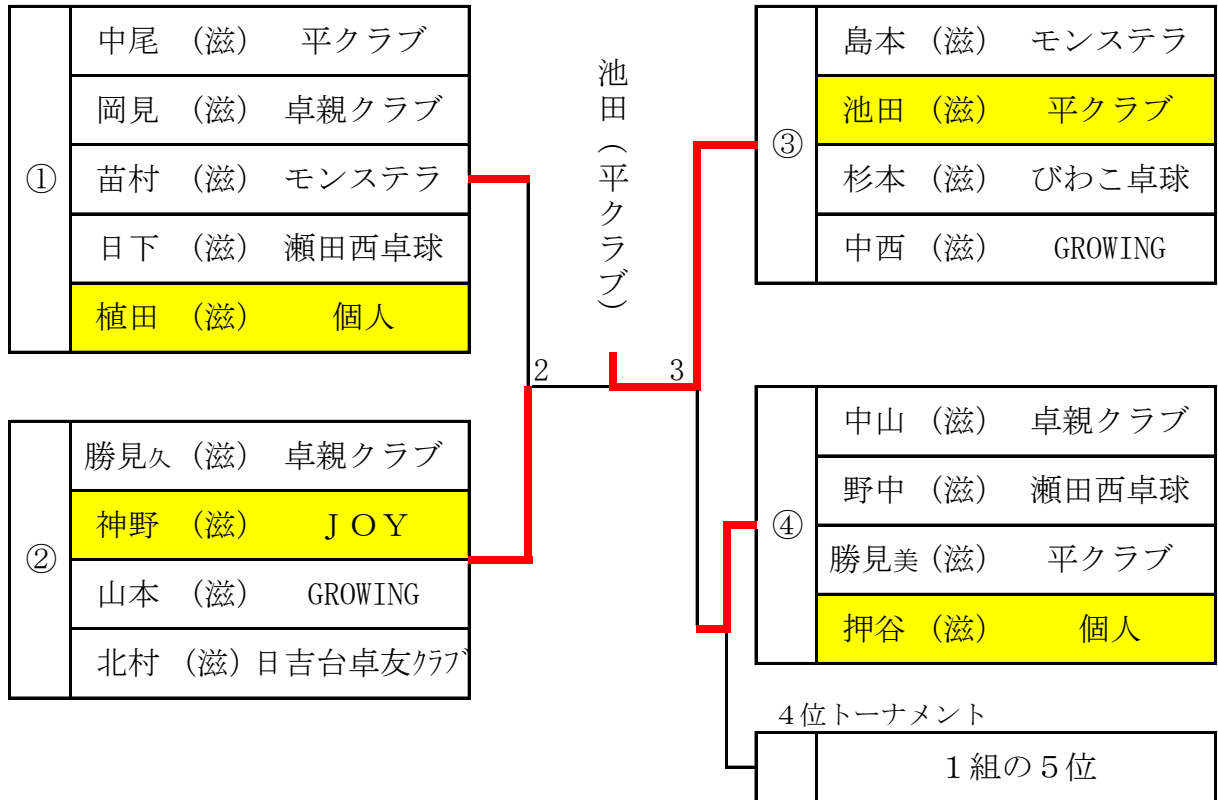 ①
中尾 （滋） 平クラブ
岡見 （滋） 卓親クラブ
苗村 （滋） モンステラ
日下 （滋） 瀬田西卓球
植田 （滋） 個人
②
勝見久 （滋） 卓親クラブ
神野 （滋） ＪＯＹ
山本 （滋） GROWING
北村 （滋） 日吉台卓友ｸﾗﾌﾞ
池田（平クラブ）
2
3
③
島本 （滋） モンステラ
池田 （滋） 平クラブ
杉本 （滋） びわこ卓球
中西 （滋） GROWING
④
中山 （滋） 卓親クラブ
野中 （滋） 瀬田西卓球
勝見美 （滋） 平クラブ
押谷 （滋） 個人
４位トーナメント
１組の５位